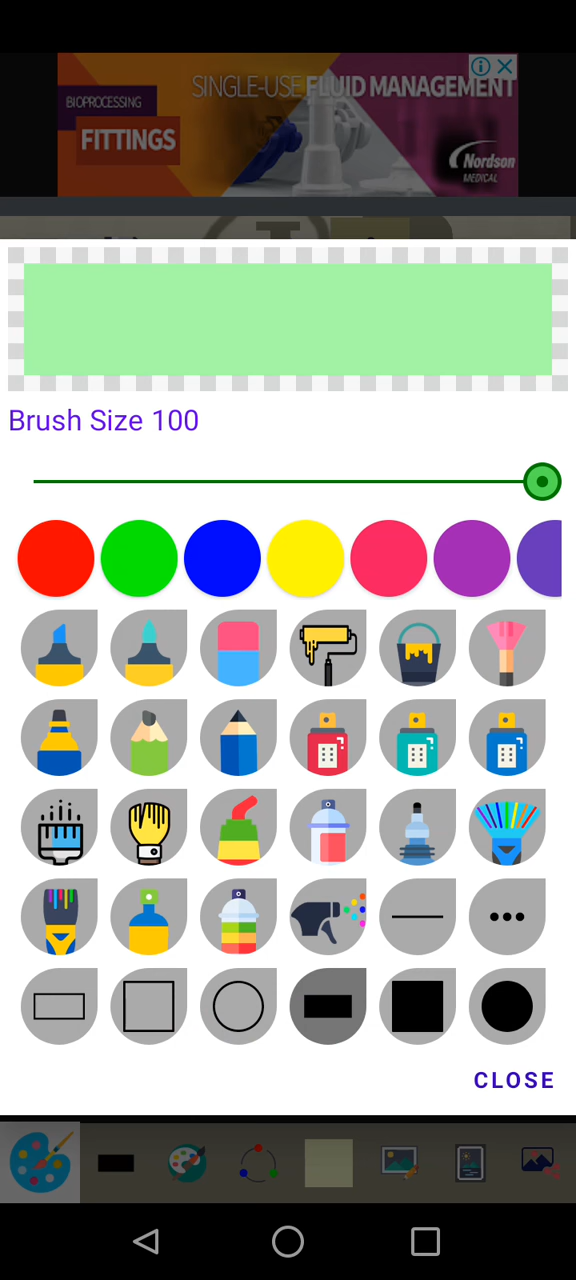 SINGLE-USE FLUID MANAGEMENT
BIOPROCESSING
FITTINGS
Nordson
MEDICAL
Brush Size 100
CLOSE